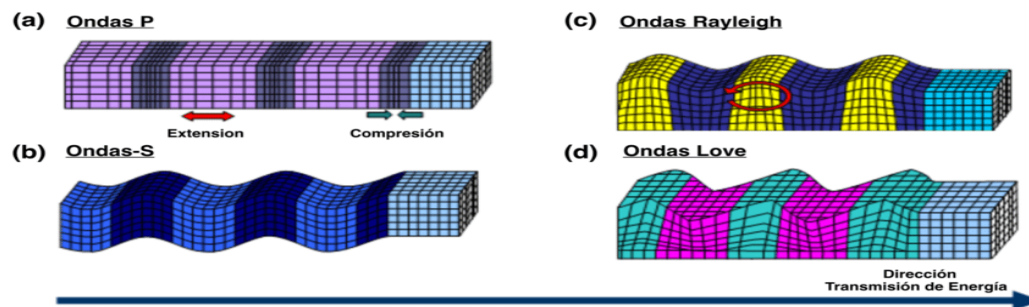 (a) Ondas P
Extension
Compresión
(b) Ondas-S
(c) Ondas Rayleigh
(d) Ondas Love
Dirección
Transmisión de Energía